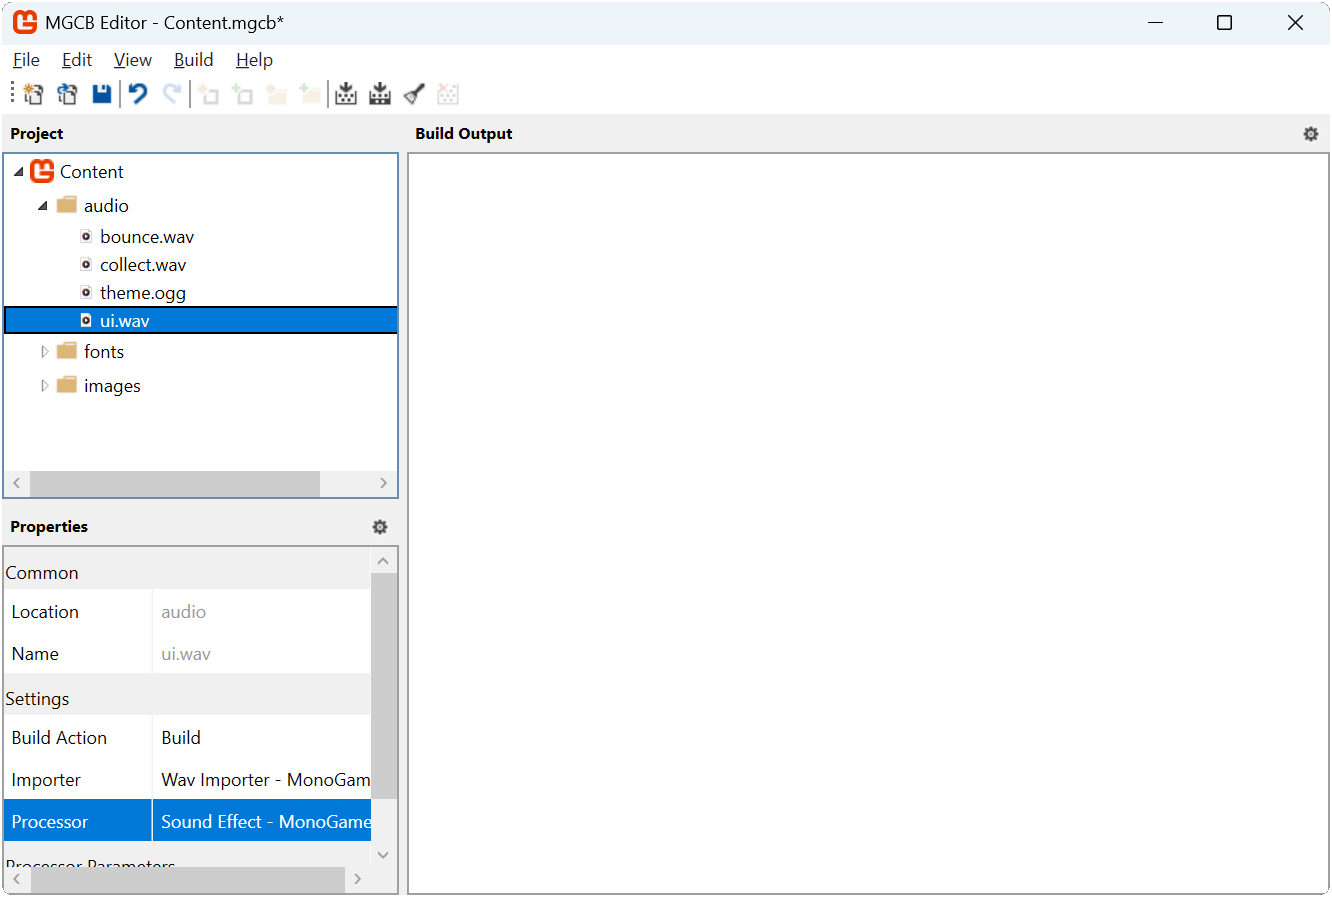 MGCB Editor - Content.mgcb*
File Edit View Build Help
Project
Content
audio
bounce.wav
collect.wav
theme.ogg
ui.wav
fonts
images
Properties
Common
Location audio
Name ui.wav
Settings
Build Action Build
Importer Wav Importer - MonoGam
Processor Sound Effect - MonoGame
Processor Parameters
Build Output